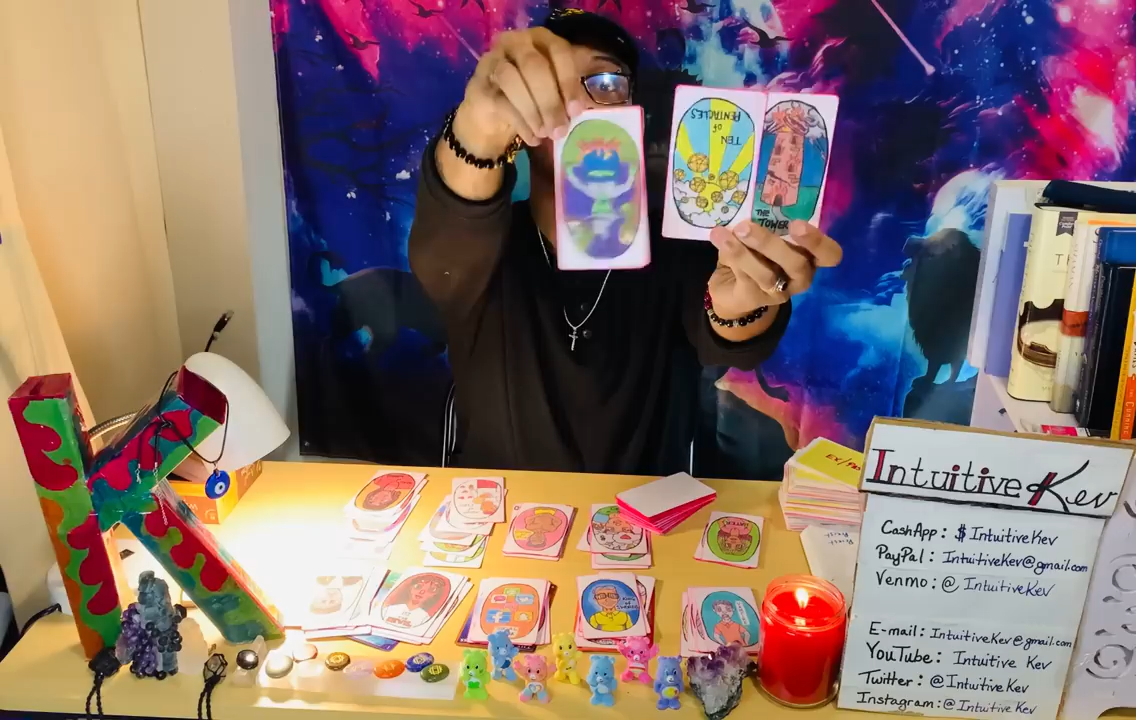 TEN
OF
PENTACLES
THE
TOWER
EX/
Intuitive Kev
CashApp: $ IntuitiveKev
PayPal: IntuitiveKev@gmail.com
Venmo: @ IntuitiveKev
E-mail: IntuitiveKev@gmail.com
YouTube: Intuitive Kev
Twitter: @IntuitiveKev
Instagram: @IntuitiveKev